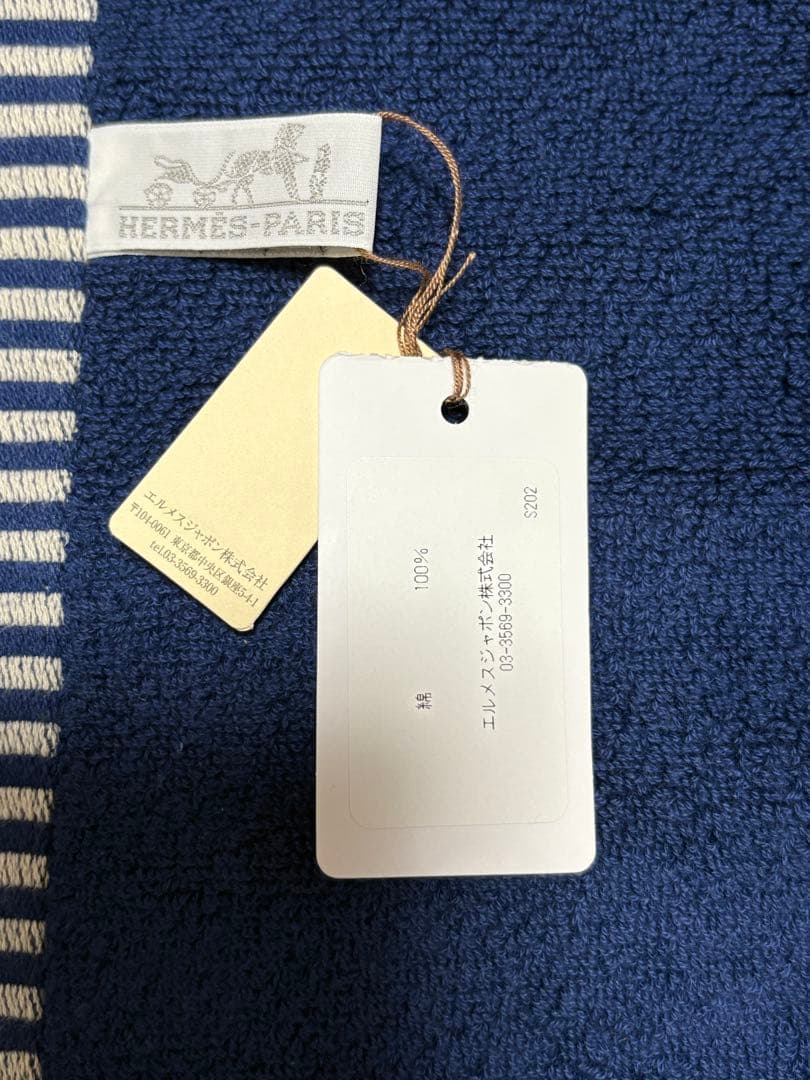 HERMÈS-PARIS
エルメスジャポン株式会社
〒104-0061 東京都中央区銀座5-4-1
tel.03-3569-3300
S202
綿 100%
エルメスジャポン株式会社
03-3569-3300